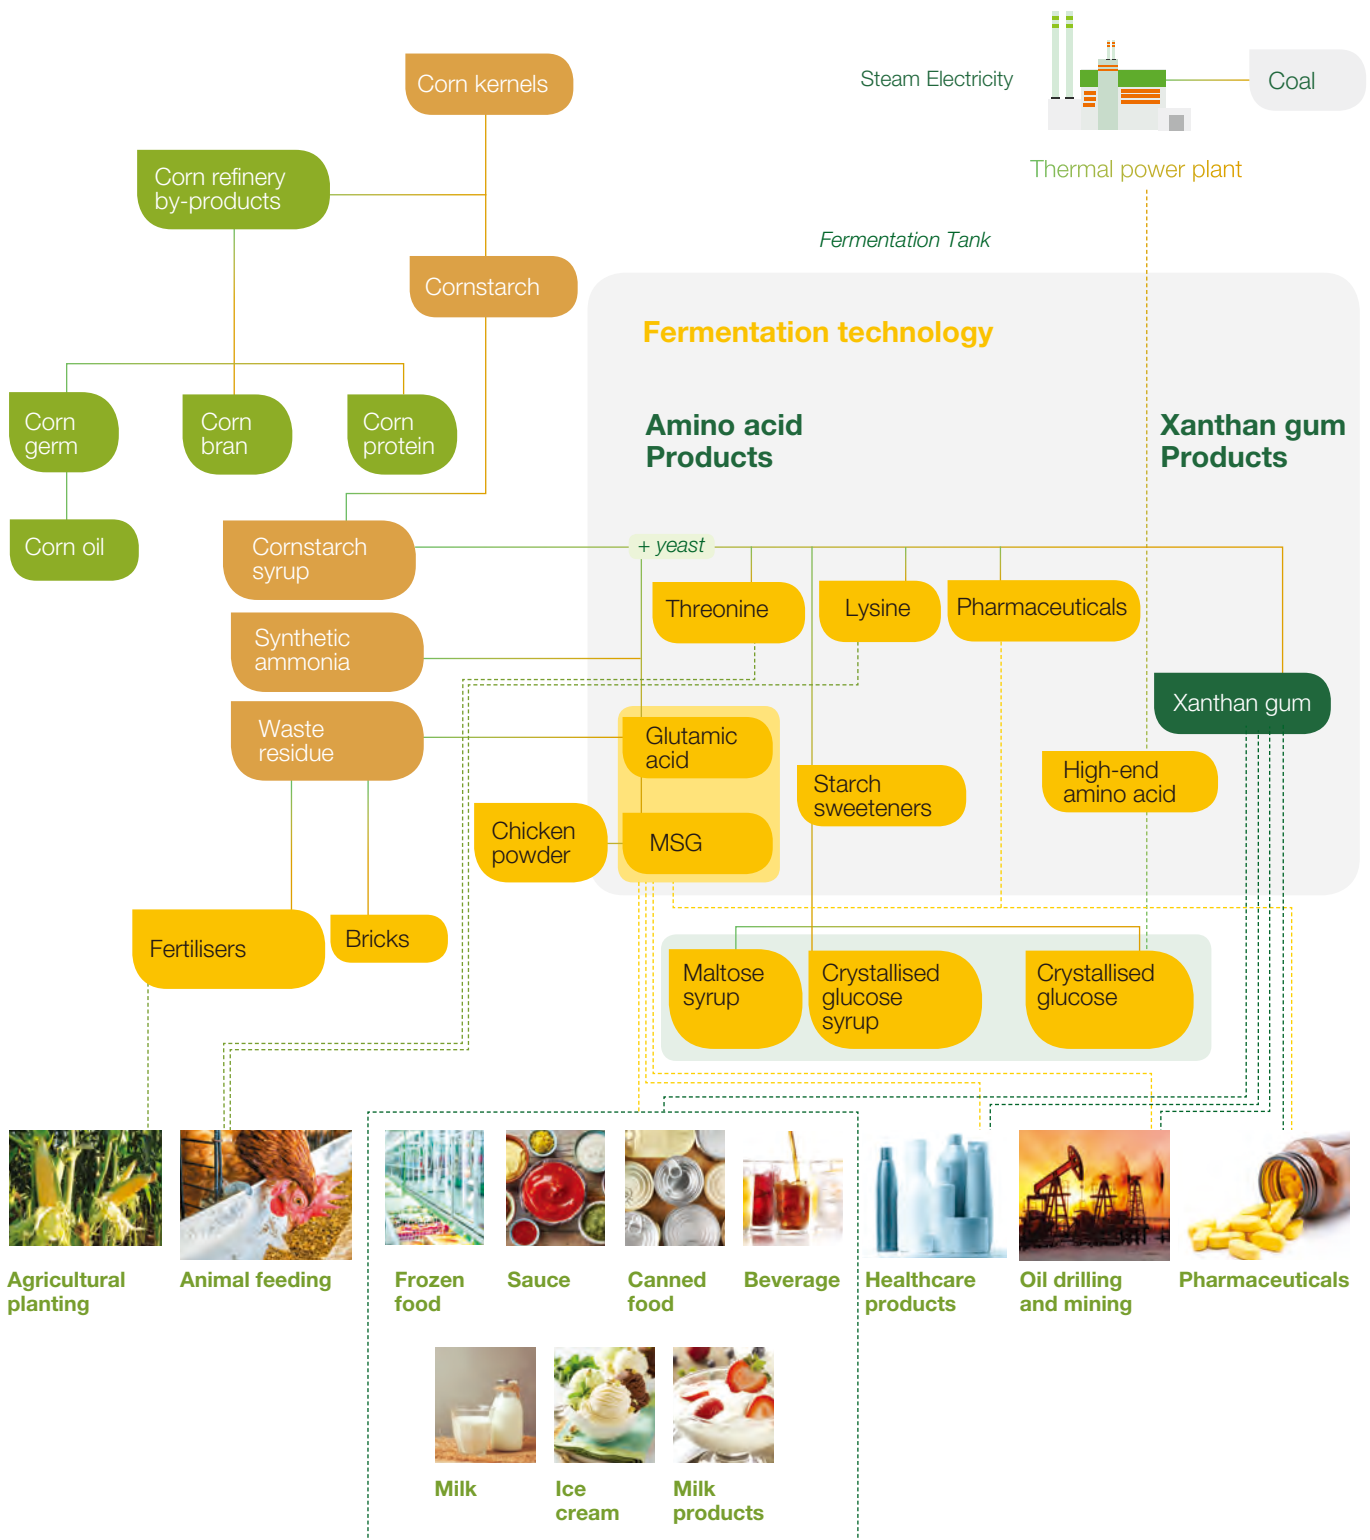 Corn kernels
Steam Electricity
Coal
Thermal power plant
Corn refinery
by-products
Fermentation Tank
Cornstarch
Fermentation technology
Corn
germ
Corn
bran
Corn
protein
Amino acid
Products
Xanthan gum
Products
Corn oil
Cornstarch
syrup
+ yeast
Threonine
Lysine
Pharmaceuticals
Synthetic
ammonia
Xanthan gum
Waste
residue
Glutamic
acid
High-end
amino acid
Starch
sweeteners
Chicken
powder
MSG
Fertilisers
Bricks
Maltose
syrup
Crystallised
glucose
syrup
Crystallised
glucose
Agricultural
planting
Animal feeding
Frozen
food
Sauce
Canned
food
Beverage
Healthcare
products
Oil drilling
and mining
Pharmaceuticals
Milk
Ice
cream
Milk
products